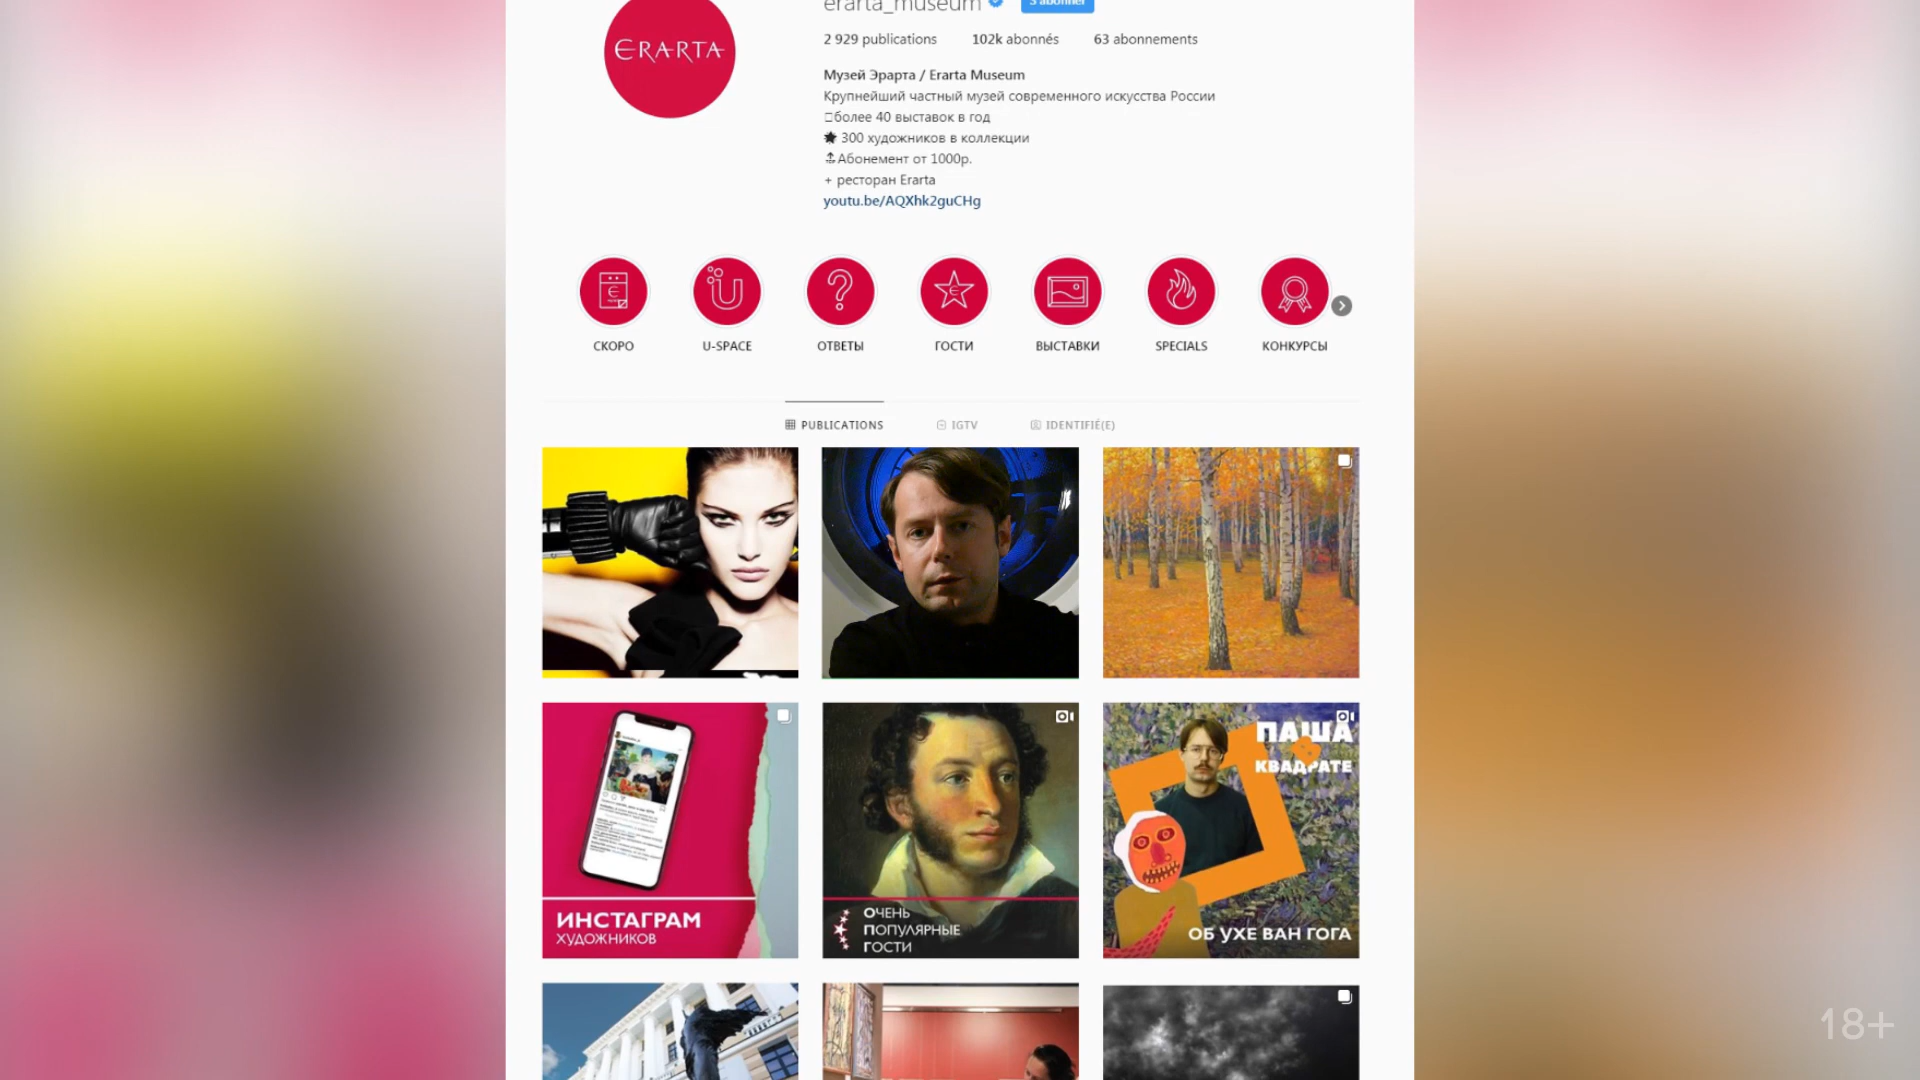 erarta_museum
S'abonner
ERARTA
2 929 publications 102k abonnés 63 abonnements
Музей Эрарта / Erarta Museum
Крупнейший частный музей современного искусства России
более 40 выставок в год
300 художников в коллекции
Абонемент от 1000р.
+ ресторан Erarta
youtu.be/AQXhk2guCHg
СКОРО U-SPACE ОТВЕТЫ ГОСТИ ВЫСТАВКИ SPECIALS КОНКУРСЫ
PUBLICATIONS IGTV IDENTIFIÉ(E)
ПАША
КВАДРАТЕ
ИНСТАГРАМ
ХУДОЖНИКОВ
ОЧЕНЬ
ПОПУЛЯРНЫЕ
ГОСТИ
ОБ УХЕ ВАН ГОГА
18+